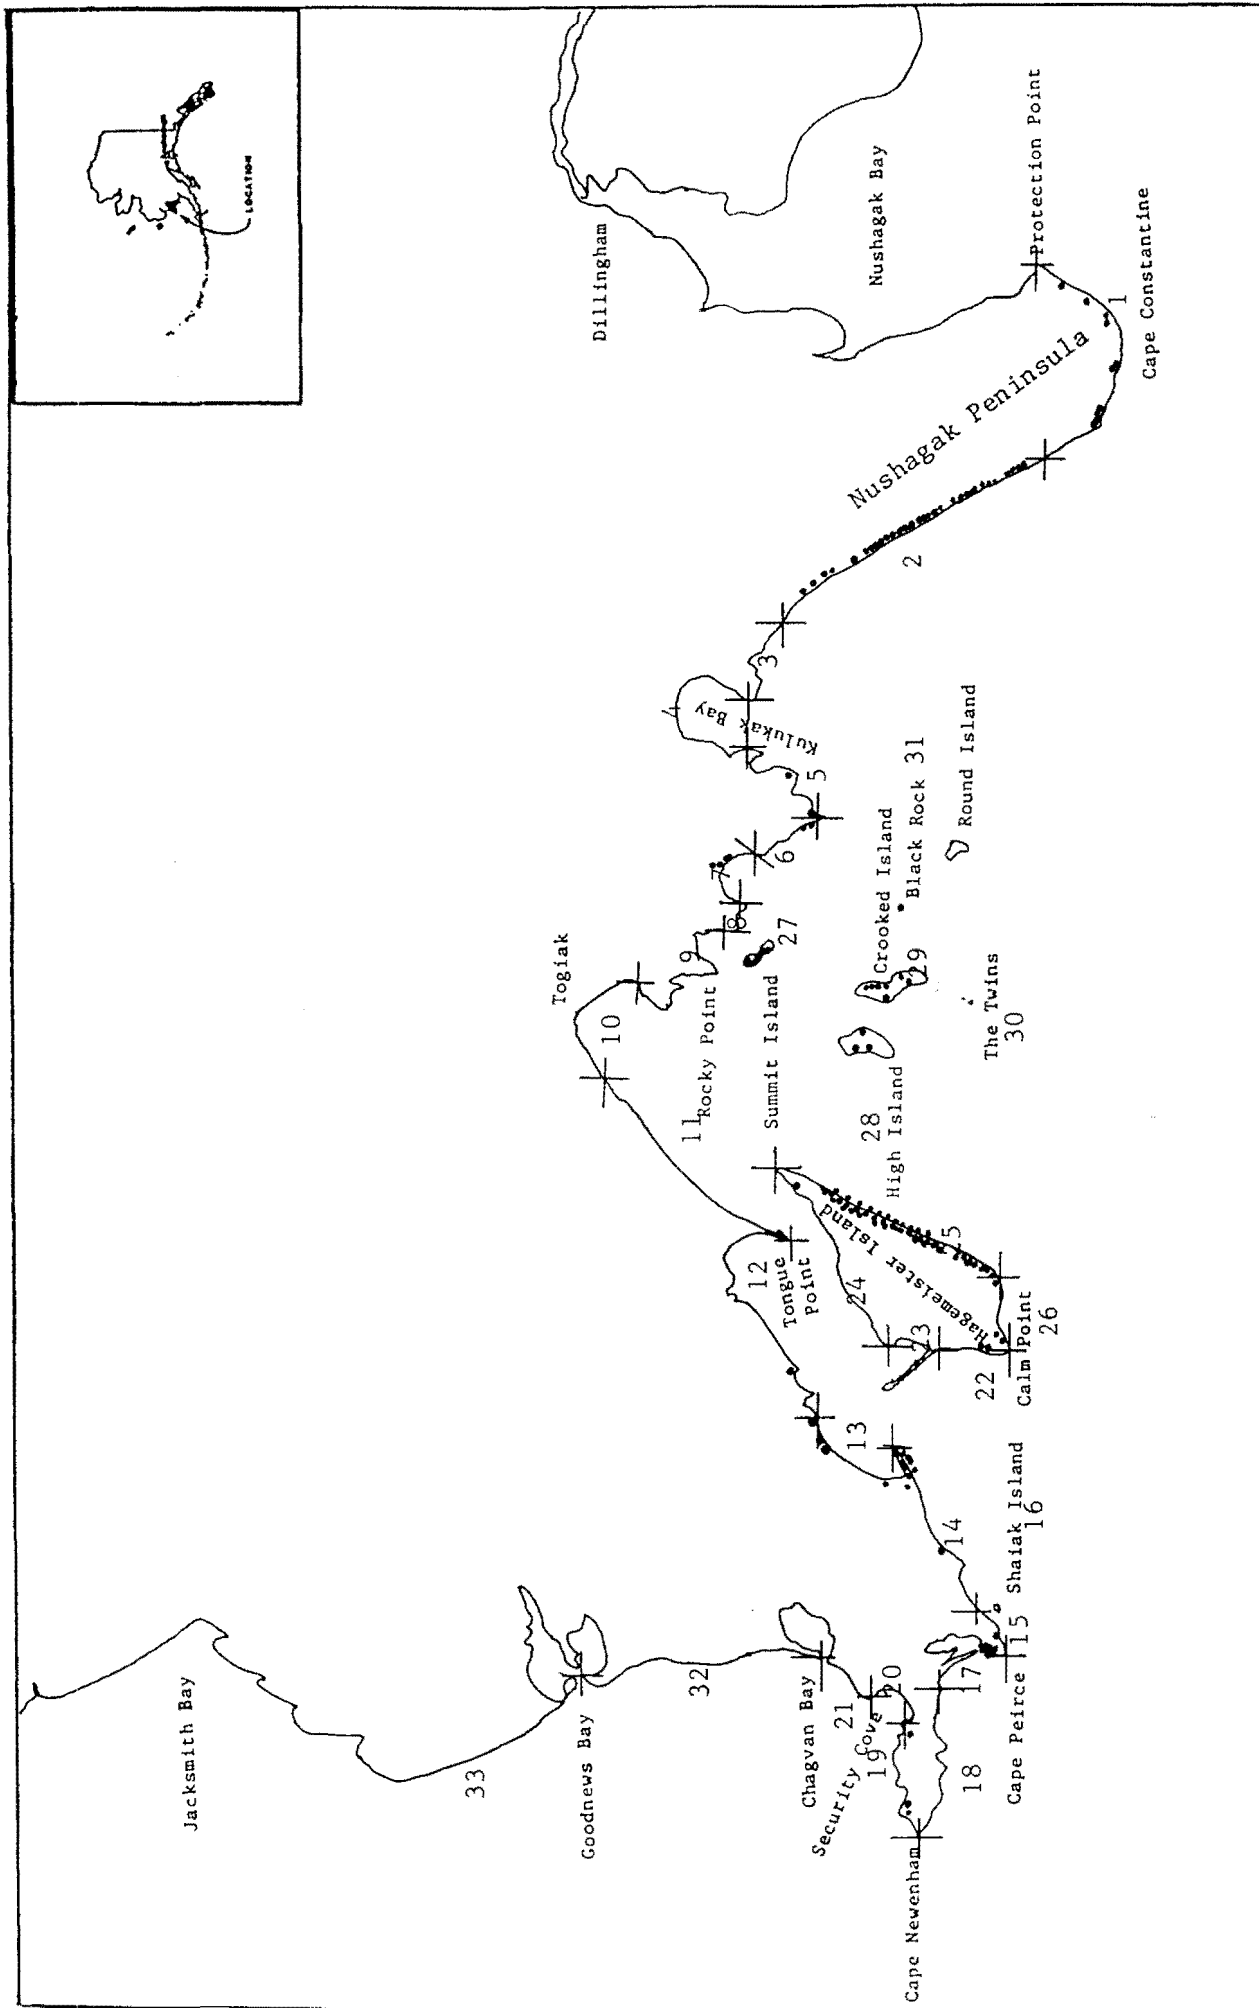 LOCATION
Jacksmith Bay
33
Goodnews Bay
32
Chagvan Bay
21
Security Cove
20
19
Cape Newenham
18
17
Cape Peirce
15
Shaiak Island
16
14
13
12
Tongue
Point
Togiak
10
11
Rocky Point
9
8
7
6
5
Kulukak Bay
4
3
2
Nushagak Peninsula
1
Cape Constantine
Protection Point
Nushagak Bay
Dillingham
Summit Island
27
High Island
28
Crooked Island
29
Black Rock 31
Round Island
The Twins
30
Hagemeister Island
24
23
22
25
Calm Point
26